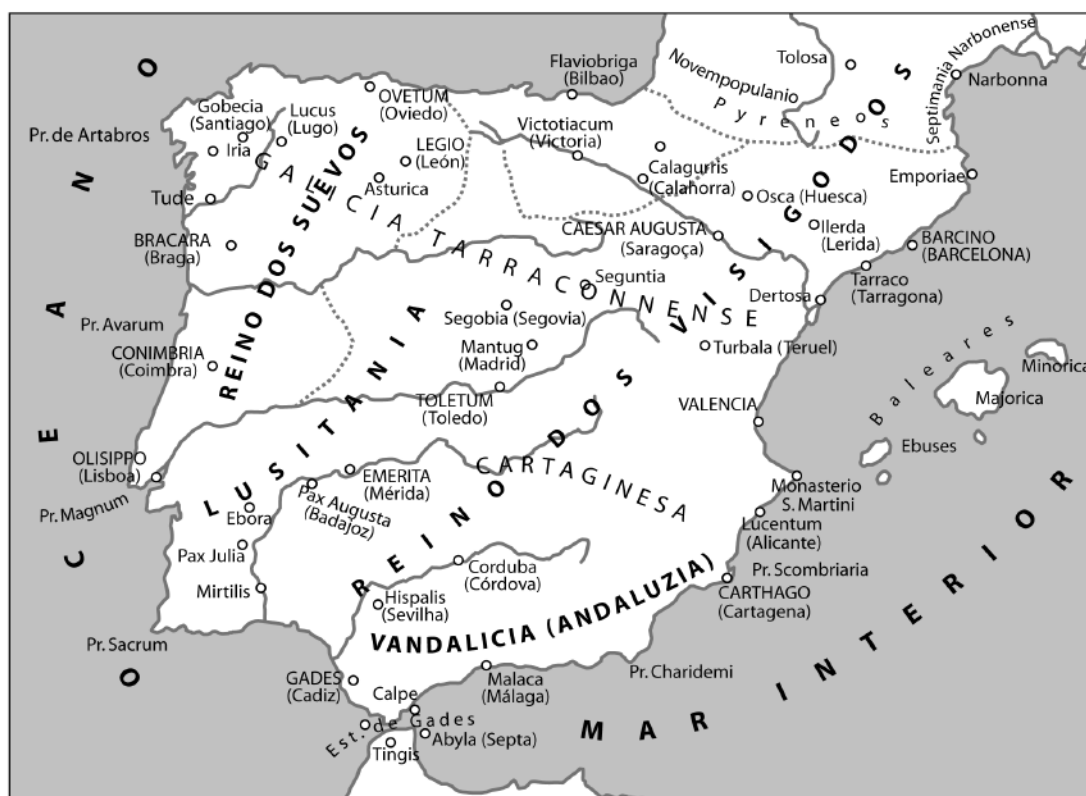 OCEANO
Pr. de Artabros
Gobecia
(Santiago)
Iria
Lucus
(Lugo)
OVETUM
(Oviedo)
LEGIO
(León)
Asturica
Tude
BRACARA
(Braga)
GALÍCIA
REINO DOS SUEVOS
Flaviobriga
(Bilbao)
Victotiacum
(Victoria)
Novempopulanio
Tolosa
Pyreneos
Septimania Narbonense
Narbonna
Calagurris
(Calahorra)
Osca (Huesca)
Emporiae
CAESAR AUGUSTA
(Saragoça)
Ilerda
(Lerida)
BARCINO
(BARCELONA)
Tarraco
(Tarragona)
Dertosa
TARRACONNENSE
Seguntia
Segobia (Segovia)
Mantug
(Madrid)
Turbala (Teruel)
TOLETUM
(Toledo)
VALENCIA
Pr. Avarum
CONIMBRIA
(Coimbra)
LUSITANIA
REINO DOS VISIGODOS
Baleares
Minorica
Majorica
Ebuses
OLISIPPO
(Lisboa)
Pr. Magnum
Ebora
EMERITA
(Mérida)
Pax Augusta
(Badajoz)
CARTAGINESA
Monasterio
S. Martini
Lucentum
(Alicante)
Pax Julia
Mirtilis
Corduba
(Córdova)
Hispalis
(Sevilha)
Pr. Scombriaria
CARTHAGO
(Cartagena)
VANDALICIA (ANDALUZIA)
Pr. Sacrum
GADES
(Cadiz)
Calpe
Malaca
(Málaga)
Pr. Charidemi
Est. de Gades
Abyla (Septa)
Tingis
MAR INTERIOR